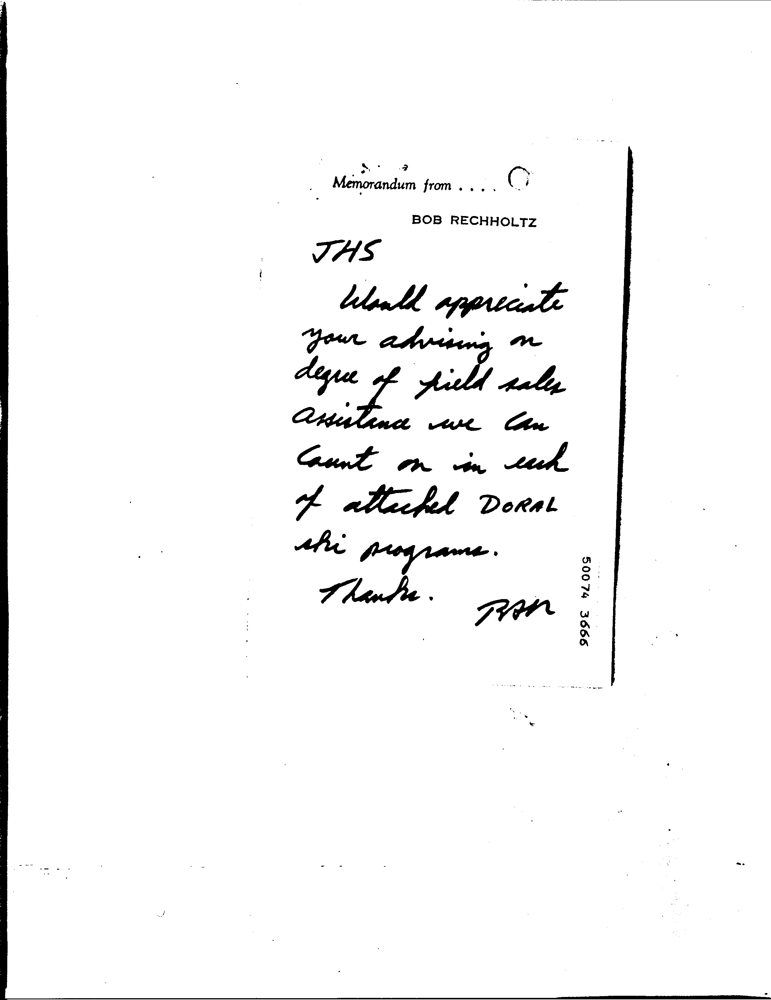 Memorandum from ....
BOB RECHHOLTZ
JHS
Would appreciate
your advising on
degree of field sales
assistance we can
count on in each
of attached DORAL
ski programs.
Thanks.
RAR
50074 3666